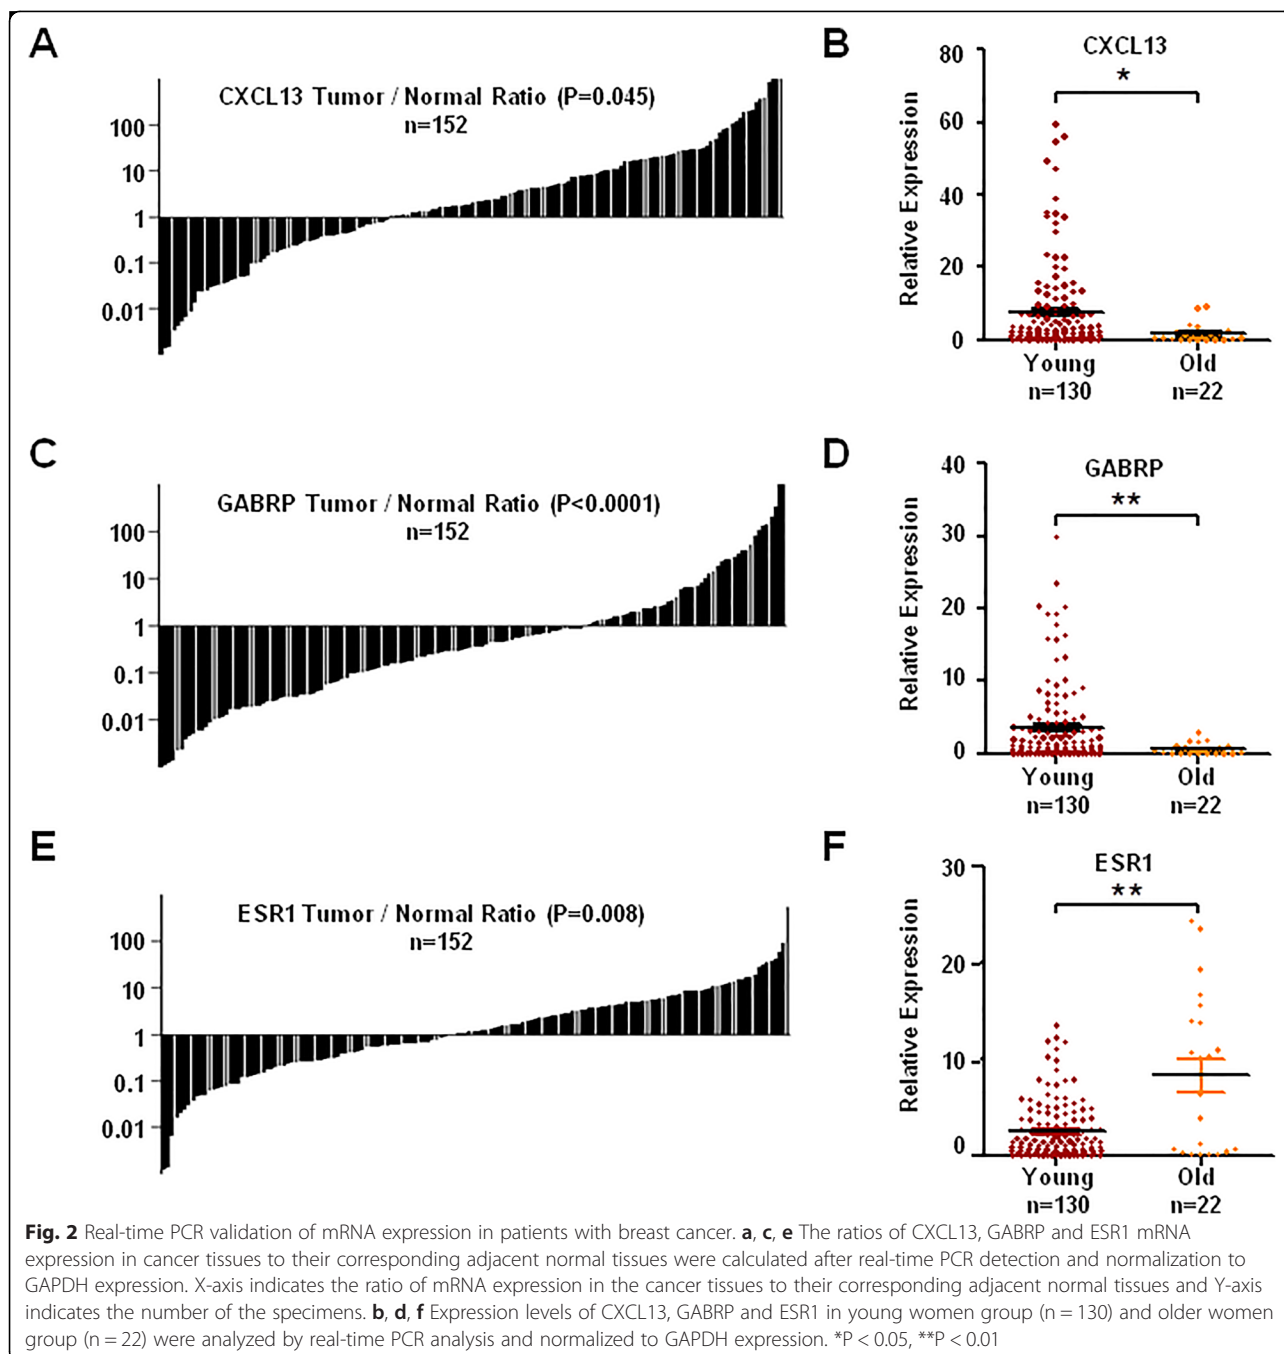 A
CXCL13 Tumor / Normal Ratio (P=0.045)
n=152
100
10
1
0.1
0.01
B
CXCL13
*
80
60
40
20
0
Relative Expression
Young
n=130
Old
n=22
C
GABRP Tumor / Normal Ratio (P<0.0001)
n=152
100
10
1
0.1
0.01
D
GABRP
**
40
30
20
10
0
Relative Expression
Young
n=130
Old
n=22
E
ESR1 Tumor / Normal Ratio (P=0.008)
n=152
100
10
1
0.1
0.01
F
ESR1
**
30
20
10
0
Relative Expression
Young
n=130
Old
n=22
Fig. 2 Real-time PCR validation of mRNA expression in patients with breast cancer. a, c, e The ratios of CXCL13, GABRP and ESR1 mRNA
expression in cancer tissues to their corresponding adjacent normal tissues were calculated after real-time PCR detection and normalization to
GAPDH expression. X-axis indicates the ratio of mRNA expression in the cancer tissues to their corresponding adjacent normal tissues and Y-axis
indicates the number of the specimens. b, d, f Expression levels of CXCL13, GABRP and ESR1 in young women group (n = 130) and older women
group (n = 22) were analyzed by real-time PCR analysis and normalized to GAPDH expression. *P < 0.05, **P < 0.01